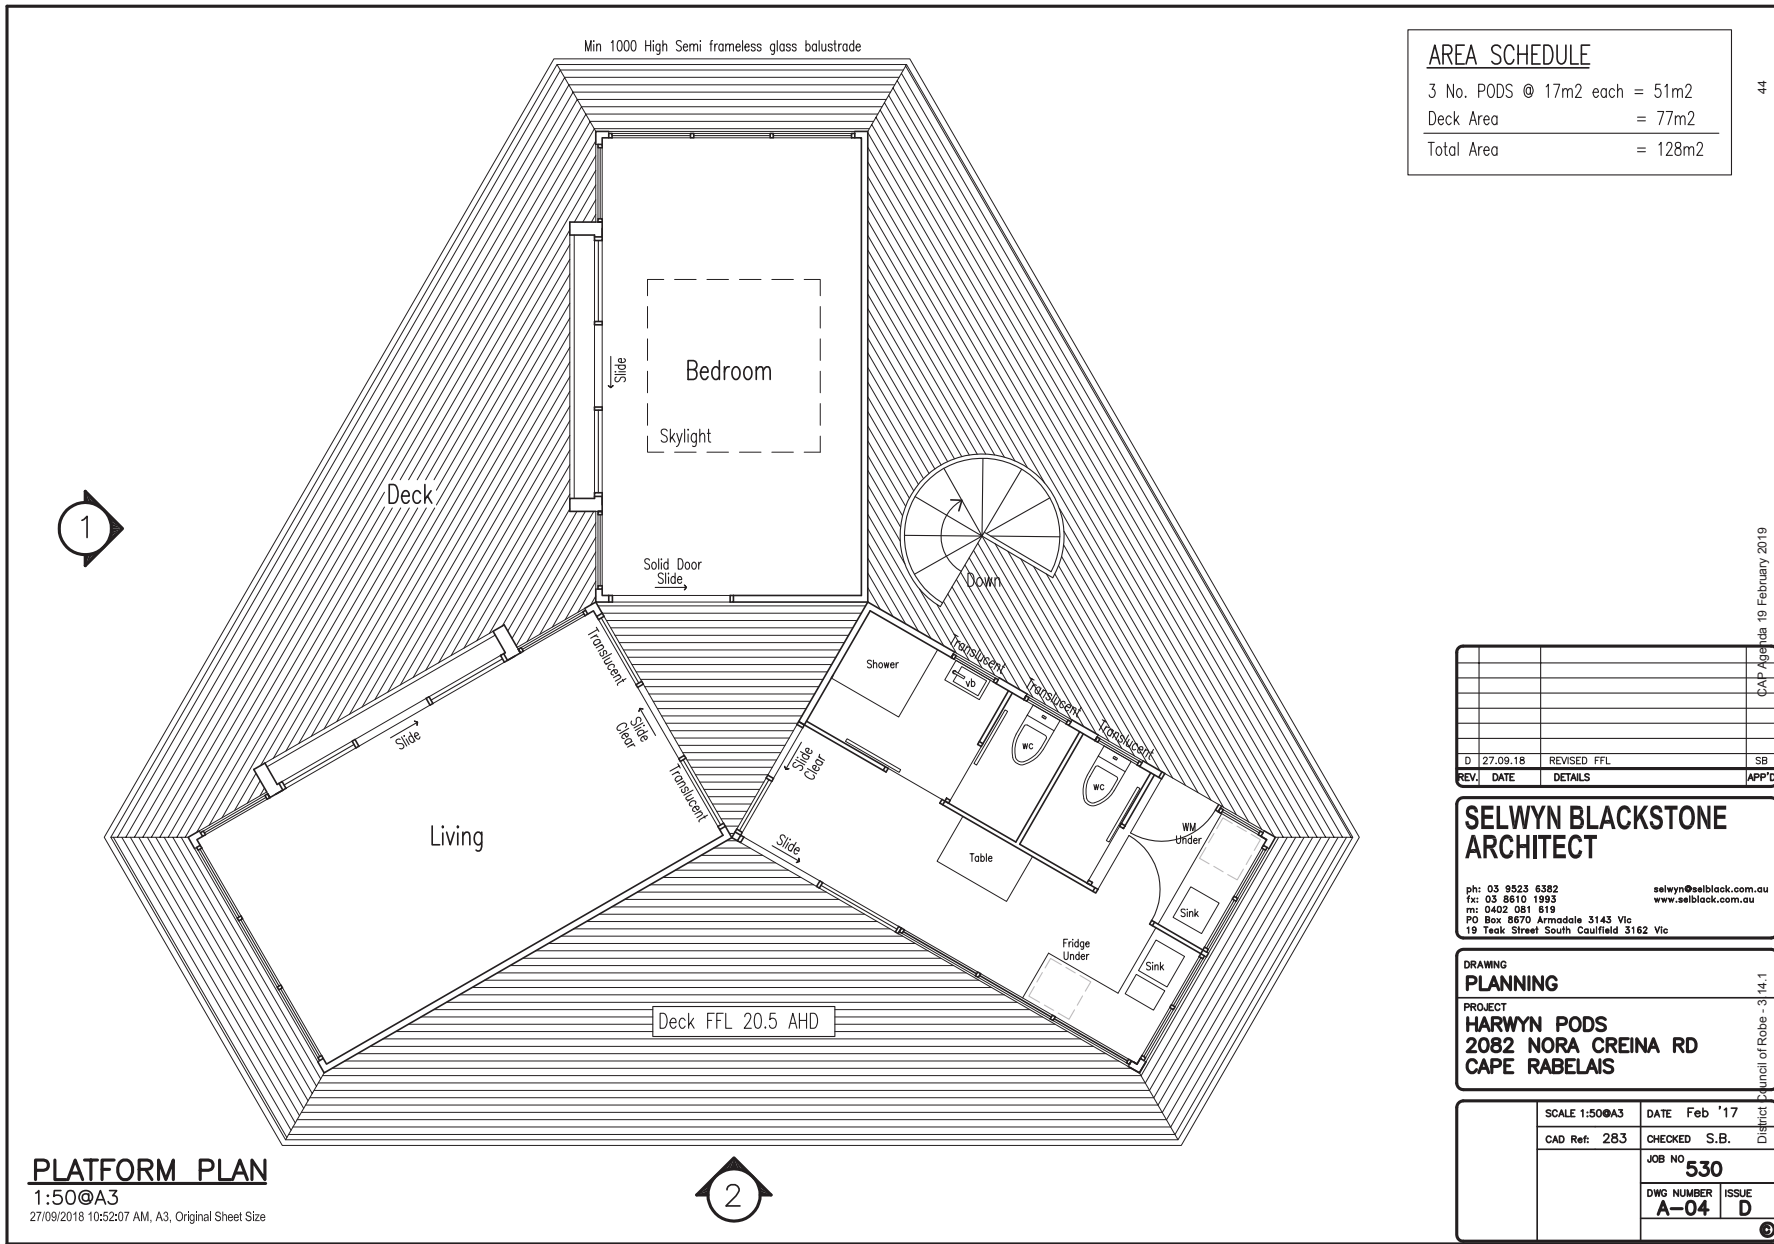 Min 1000 High Semi frameless glass balustrade
AREA SCHEDULE
3 No. PODS @ 17m2 each = 51m2
Deck Area = 77m2
Total Area = 128m2
44
Slide
Bedroom
Skylight
Deck
1
Solid Door
Slide
Down
Translucent
Slide
Clear
Translucent
Slide
Living
Shower
vb
Translucent
Translucent
Translucent
WC
WC
Slide
Clear
Slide
Table
WM
Under
Sink
Sink
Fridge
Under
Deck FFL 20.5 AHD
2
PLATFORM PLAN
1:50@A3
27/09/2018 10:52:07 AM, A3, Original Sheet Size
CAP Agenda 19 February 2019
D 27.09.18 REVISED FFL SB
REV. DATE DETAILS APP'D
SELWYN BLACKSTONE
ARCHITECT
ph: 03 9523 6382 selwyn@selblack.com.au
fx: 03 8610 1993 www.selblack.com.au
m: 0402 081 619
PO Box 8670 Armadale 3143 Vic
19 Teak Street South Caulfield 3162 Vic
DRAWING
PLANNING
PROJECT
HARWYN PODS
2082 NORA CREINA RD
CAPE RABELAIS
District Council of Robe - 314.1
SCALE 1:50@A3 DATE Feb '17
CAD Ref: 283 CHECKED S.B.
JOB NO 530
DWG NUMBER ISSUE
A-04 D
©